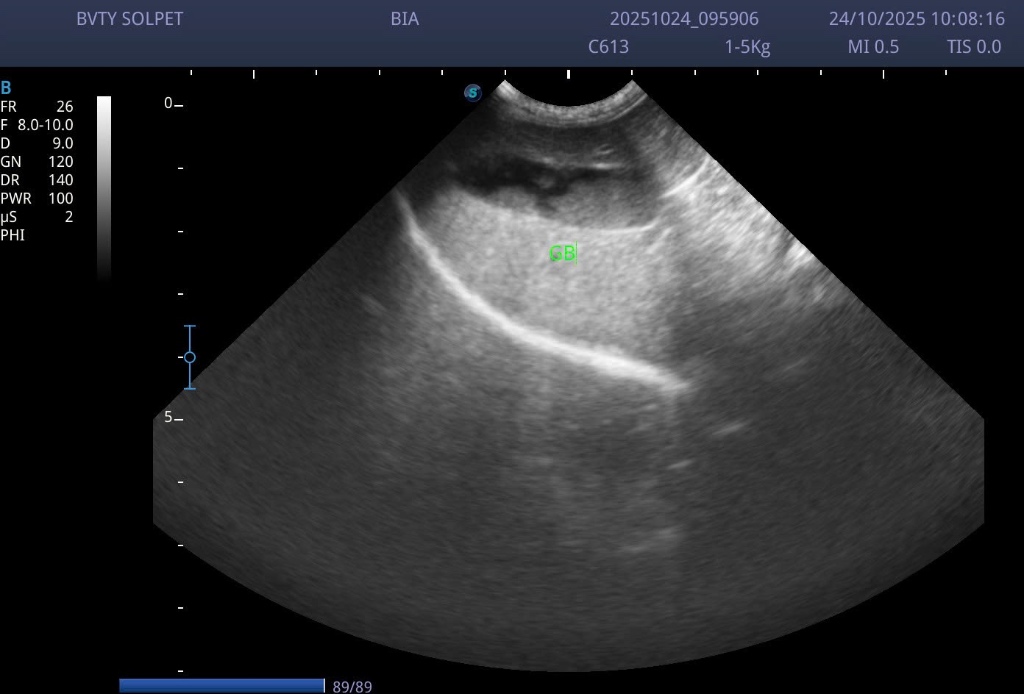 BVTY SOLPET BIA 20251024_095906 24/10/2025 10:08:16
C613 1-5Kg MI 0.5 TIS 0.0
B
FR 26
F 8.0-10.0
D 9.0
GN 120
DR 140
PWR 100
µS 2
PHI
S
0
GB
5
89/89